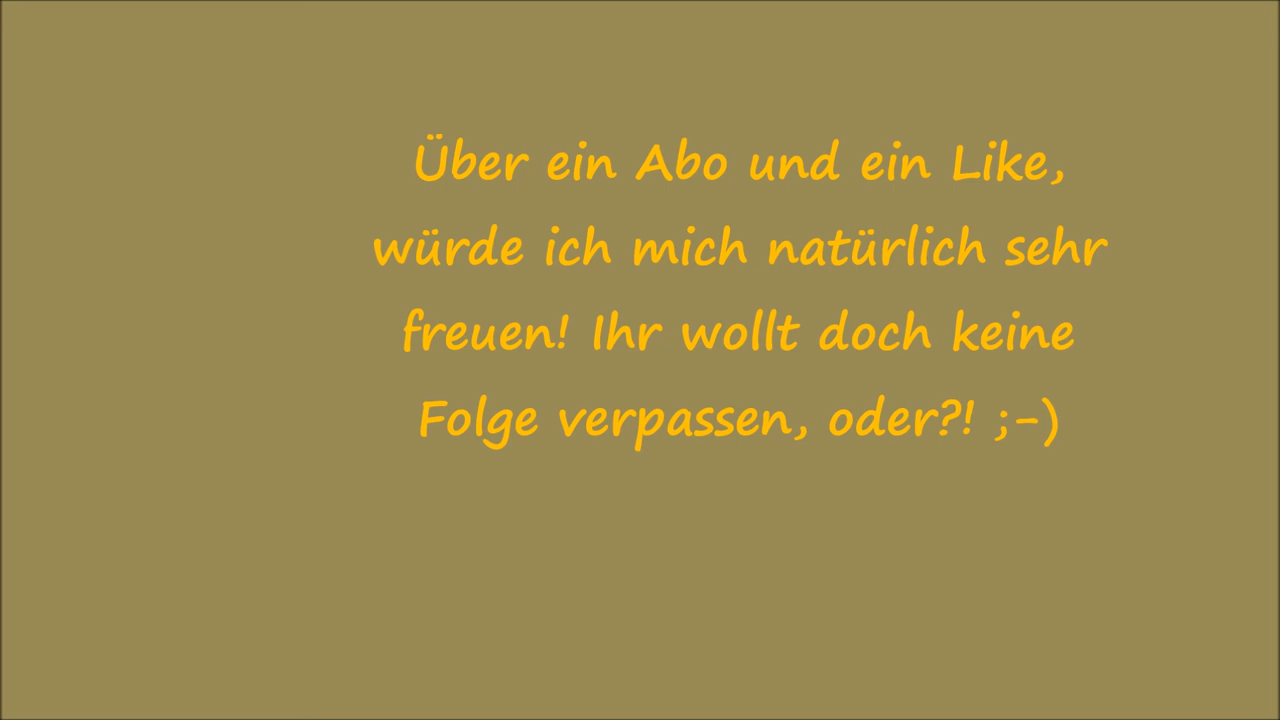 Über ein Abo und ein Like,
würde ich mich natürlich sehr
freuen! Ihr wollt doch keine
Folge verpassen, oder?! ;-)